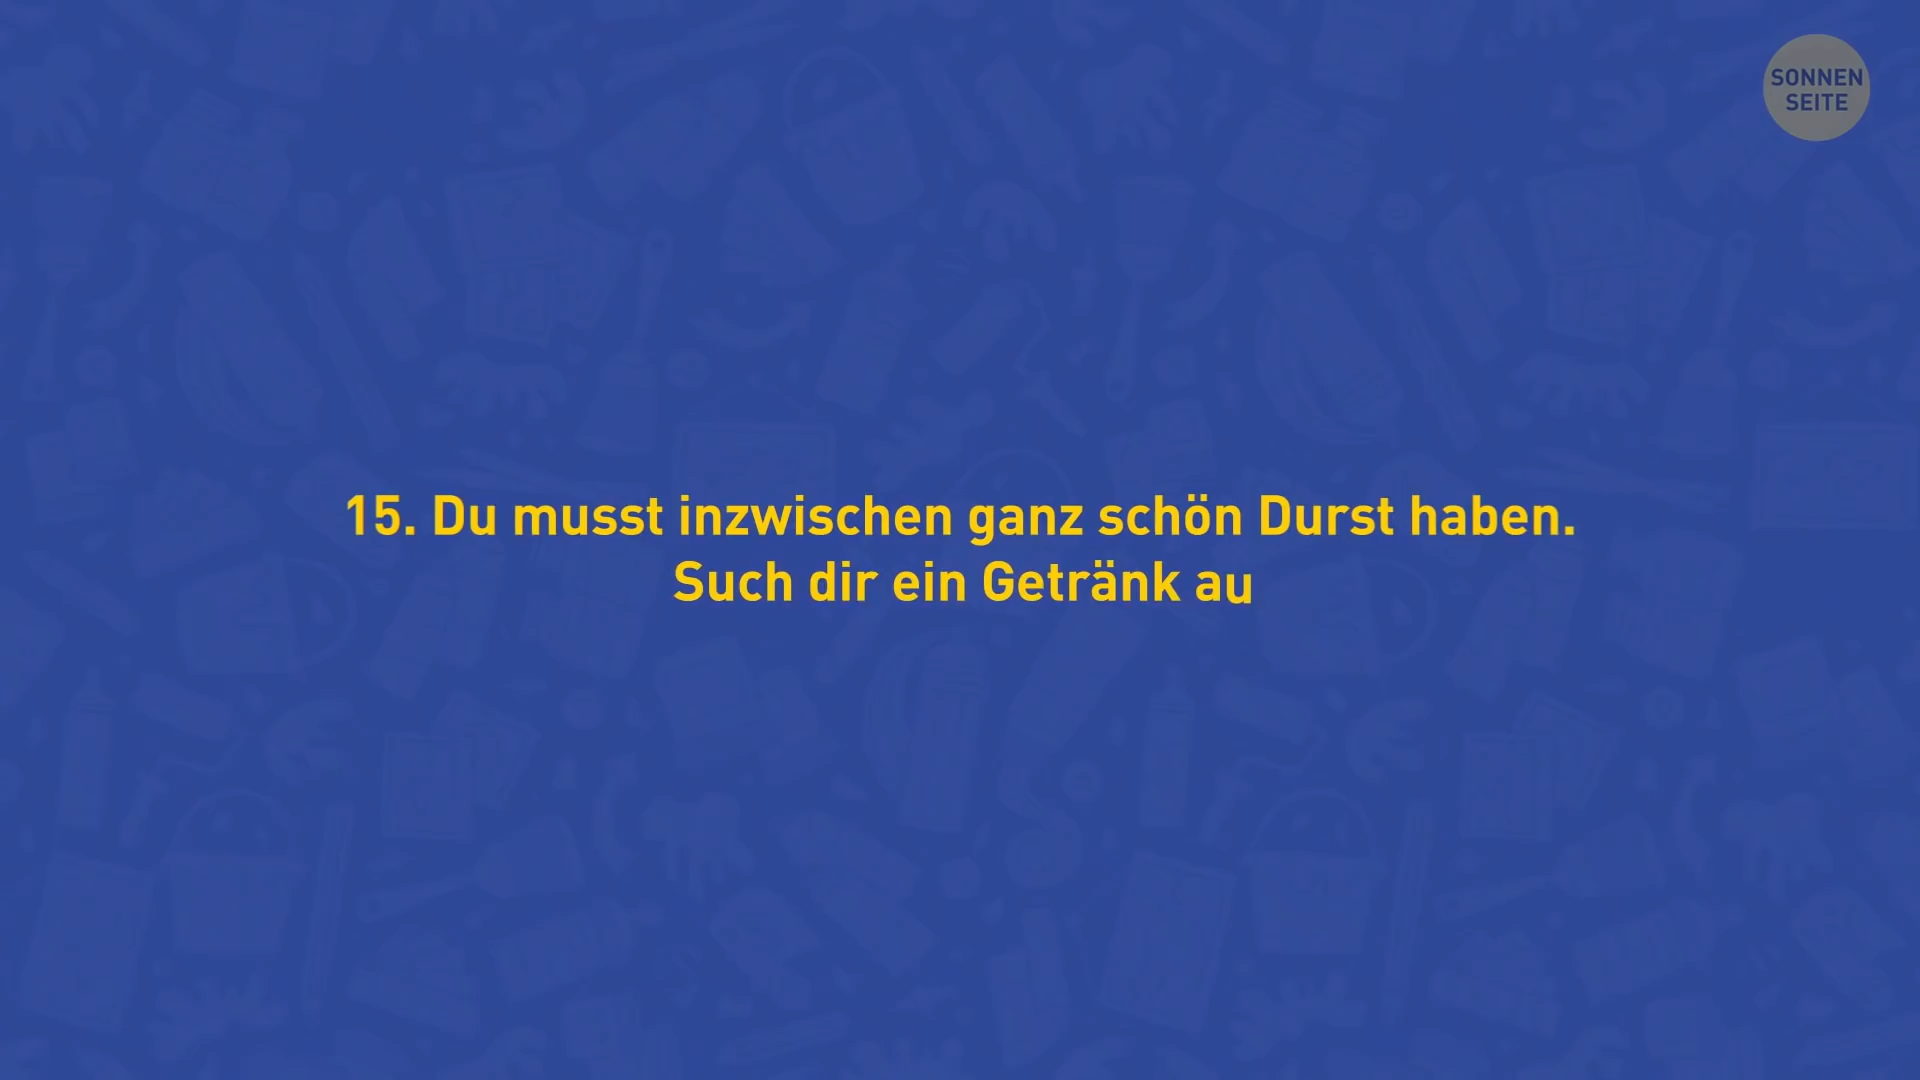 SONNEN
SEITE
15. Du musst inzwischen ganz schön Durst haben.
Such dir ein Getränk au